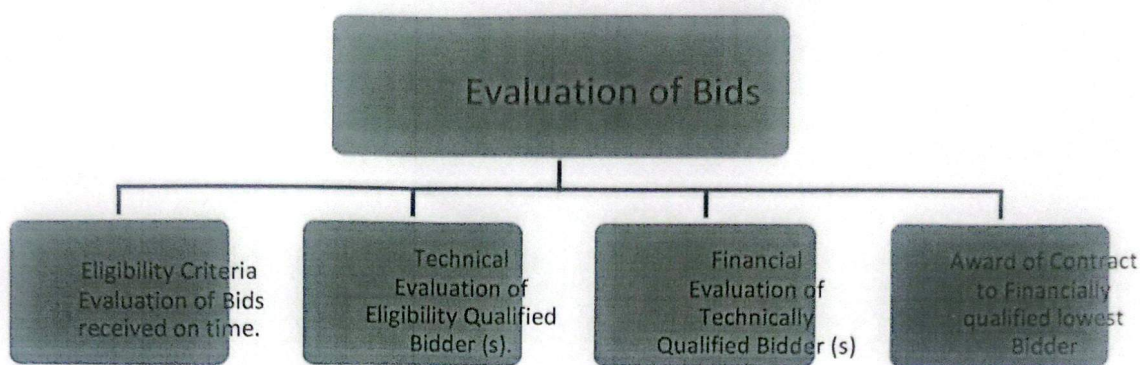 Evaluation of Bids
Eligibility Criteria
Evaluation of Bids
received on time.
Technical
Evaluation of
Eligibility Qualified
Bidder (s).
Financial
Evaluation of
Technically
Qualified Bidder (s)
Award of Contract
to Financially
qualified lowest
Bidder